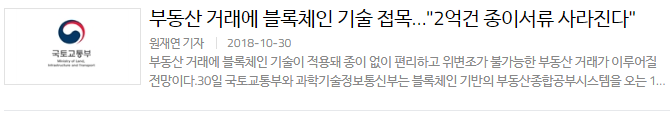 부동산 거래에 블록체인 기술 접목..."2억건 종이서류 사라진다"
원재연 기자 | 2018-10-30
국토교통부
Ministry of Land,
Infrastructure and Transport
부동산 거래에 블록체인 기술이 적용돼 종이 없이 편리하고 위변조가 불가능한 부동산 거래가 이루어질
전망이다.30일 국토교통부와 과학기술정보통신부는 블록체인 기반의 부동산종합공부시스템을 오는 1...